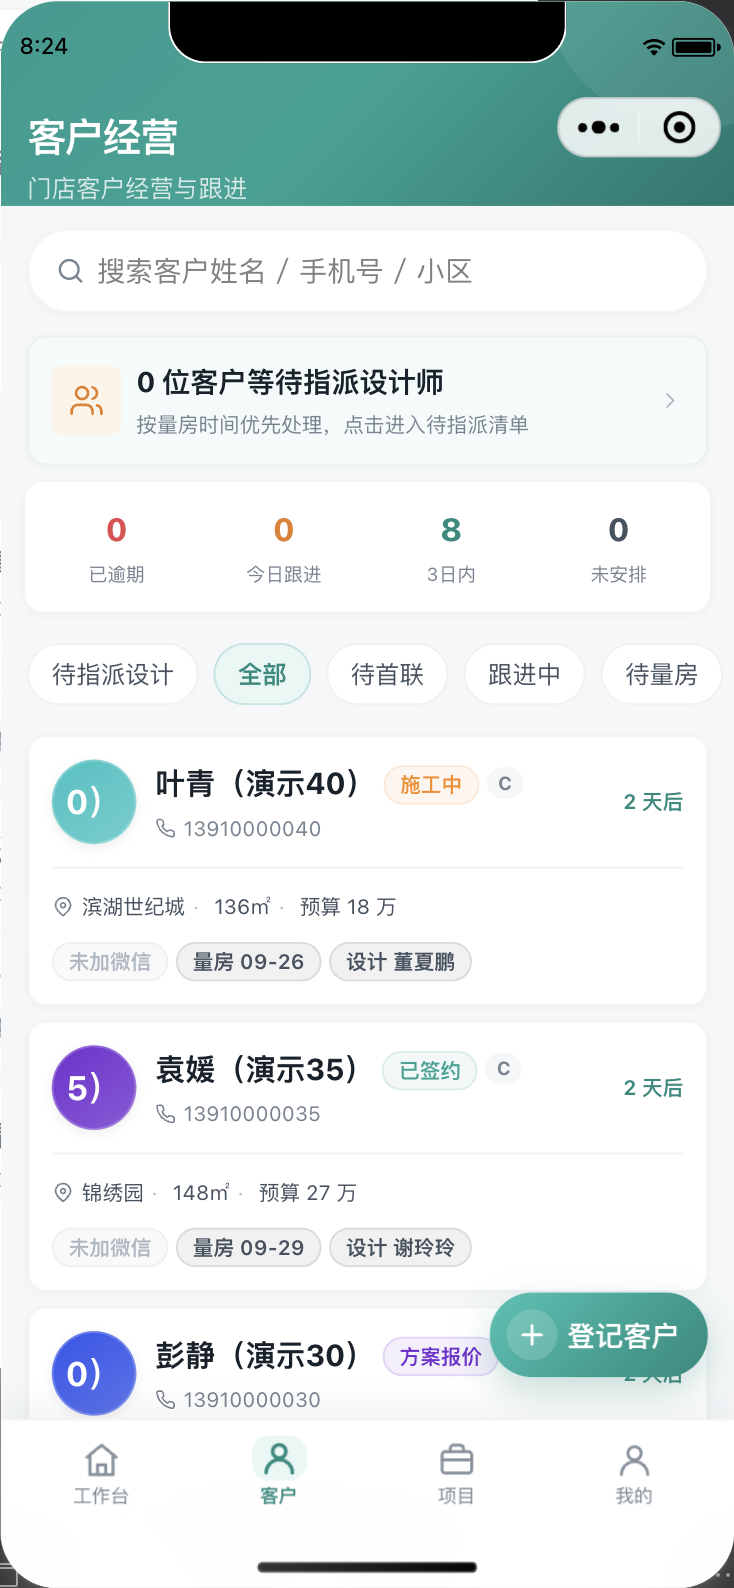 8:24
客户经营
门店客户经营与跟进
搜索客户姓名 / 手机号 / 小区
0 位客户等待指派设计师
按量房时间优先处理，点击进入待指派清单
0 0 8 0
已逾期 今日跟进 3日内 未安排
待指派设计 全部 待首联 跟进中 待量房
0) 叶青（演示40） 施工中 C
13910000040
2 天后
滨湖世纪城 · 136㎡ · 预算 18 万
未加微信 量房 09-26 设计 董夏鹏
5) 袁媛（演示35） 已签约 C
13910000035
2 天后
锦绣园 · 148㎡ · 预算 27 万
未加微信 量房 09-29 设计 谢玲玲
0) 彭静（演示30） 方案报价
13910000030
2 天后
登记客户
工作台 客户 项目 我的